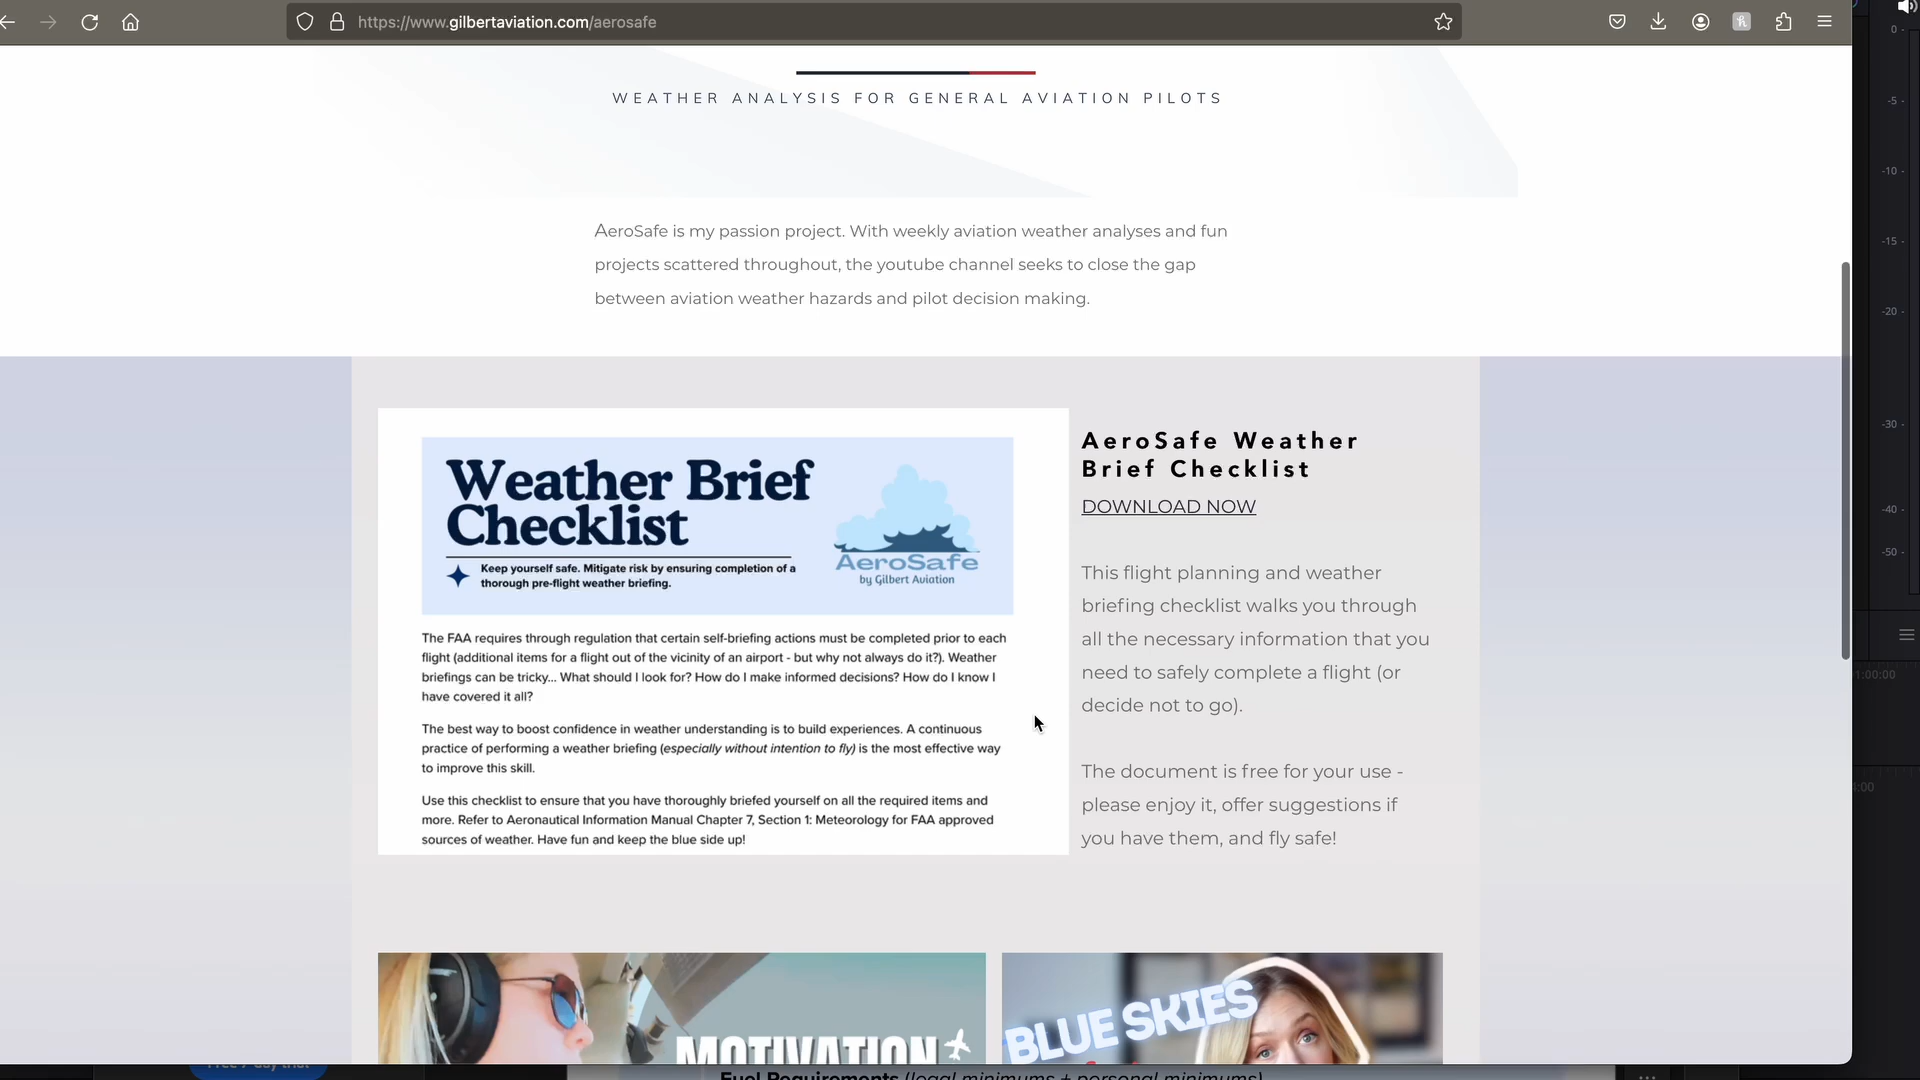 https://www.gilbertaviation.com/aerosafe
WEATHER ANALYSIS FOR GENERAL AVIATION PILOTS
AeroSafe is my passion project. With weekly aviation weather analyses and fun
projects scattered throughout, the youtube channel seeks to close the gap
between aviation weather hazards and pilot decision making.
Weather Brief
Checklist
Keep yourself safe. Mitigate risk by ensuring completion of a
thorough pre-flight weather briefing.
AeroSafe
by Gilbert Aviation
The FAA requires through regulation that certain self-briefing actions must be completed prior to each
flight (additional items for a flight out of the vicinity of an airport - but why not always do it?). Weather
briefings can be tricky... What should I look for? How do I make informed decisions? How do I know I
have covered it all?
The best way to boost confidence in weather understanding is to build experiences. A continuous
practice of performing a weather briefing (especially without intention to fly) is the most effective way
to improve this skill.
Use this checklist to ensure that you have thoroughly briefed yourself on all the required items and
more. Refer to Aeronautical Information Manual Chapter 7, Section 1: Meteorology for FAA approved
sources of weather. Have fun and keep the blue side up!
AeroSafe Weather
Brief Checklist
DOWNLOAD NOW
This flight planning and weather
briefing checklist walks you through
all the necessary information that you
need to safely complete a flight (or
decide not to go).
The document is free for your use -
please enjoy it, offer suggestions if
you have them, and fly safe!
MOTIVATION
BLUE SKIES
Fuel Requirements (legal minimums + personal minimums)
0
-5
-10
-15
-20
-30
-40
-50